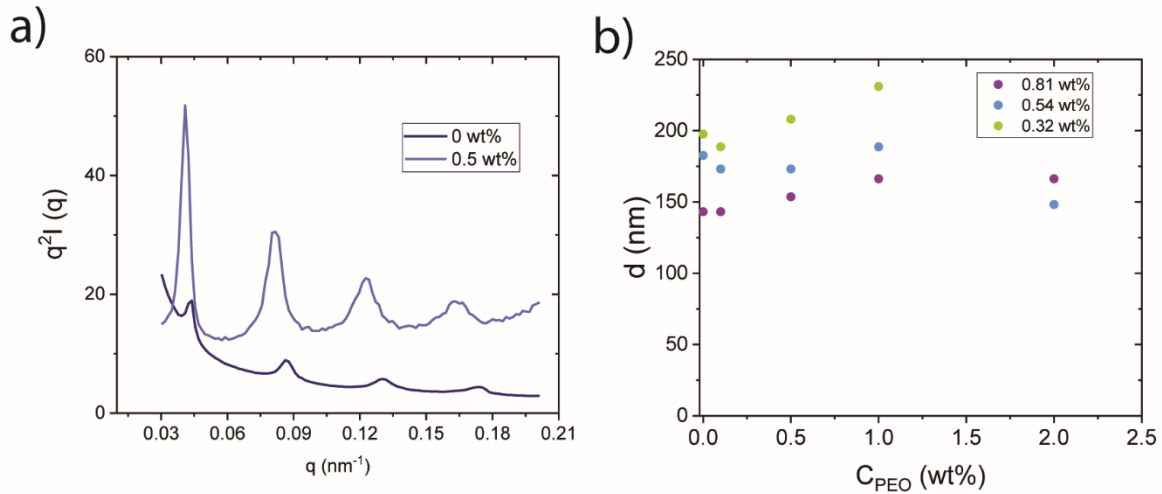 a)
60
40
20
0
q²I (q)
0 wt%
0.5 wt%
0.03 0.06 0.09 0.12 0.15 0.18 0.21
q (nm⁻¹)
b)
250
200
150
100
50
0
d (nm)
0.81 wt%
0.54 wt%
0.32 wt%
0.0 0.5 1.0 1.5 2.0 2.5
C_PEO (wt%)